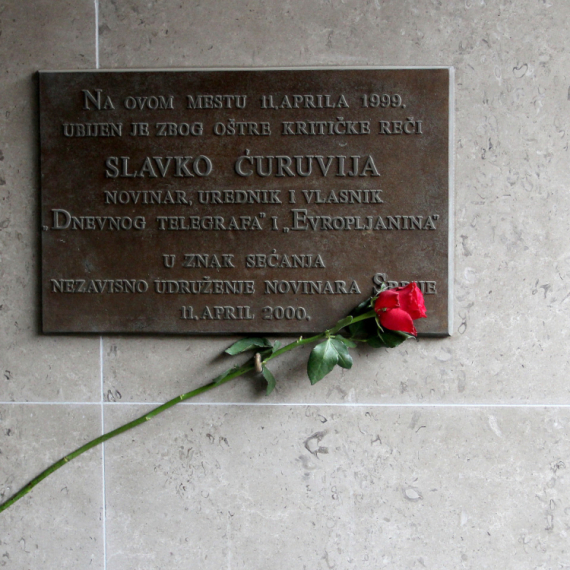 Na ovom mestu 11. aprila 1999.
ubijen je zbog oštre kritičke reči
SLAVKO ĆURUVIJA
novinar, urednik i vlasnik
„Dnevnog telegrafa" i „Evropljanina"
u znak sećanja
nezavisno udruženje novinara Srbije
11. april 2000.